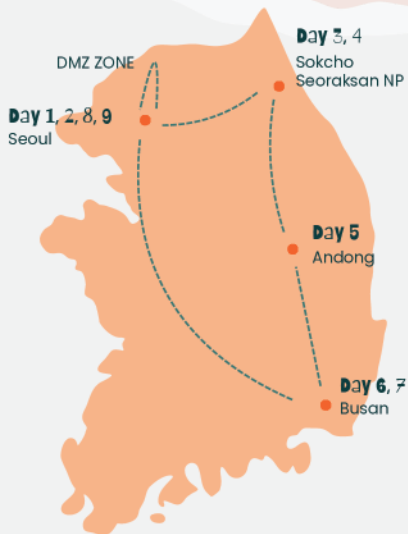 Day 3, 4
Sokcho
Seoraksan NP
DMZ ZONE
Day 1, 2, 8, 9
Seoul
Day 5
Andong
Day 6, 7
Busan